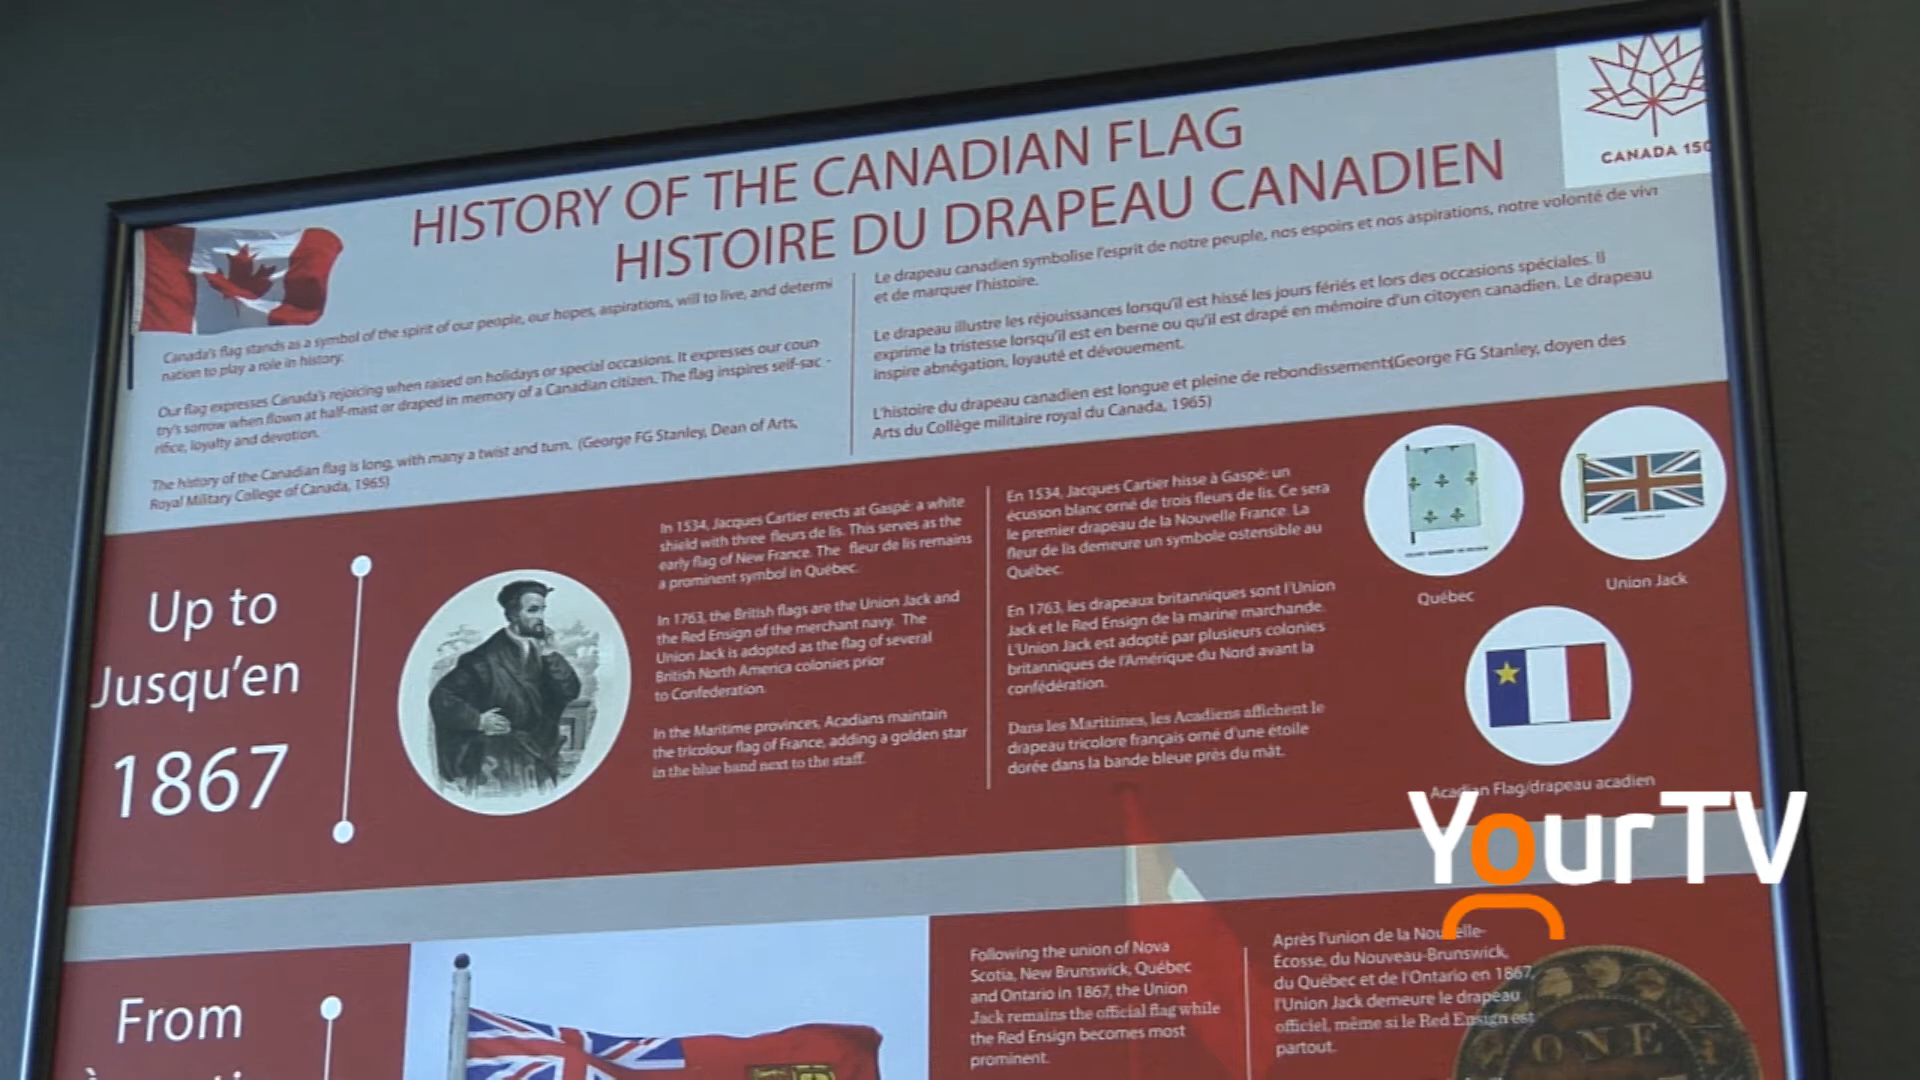 HISTORY OF THE CANADIAN FLAG
HISTOIRE DU DRAPEAU CANADIEN
CANADA 150
Canada's flag stands as a symbol of the spirit of our people, our hopes, aspirations, will to live, and determi
nation to play a role in history.
Our flag expresses Canada's rejoicing when raised on holidays or special occasions. It expresses our coun
try's sorrow when flown at half-mast or draped in memory of a Canadian citizen. The flag inspires self-sac -
rifice, loyalty and devotion.
The history of the Canadian flag is long, with many a twist and turn. (George FG Stanley, Dean of Arts,
Royal Military College of Canada, 1965)
Le drapeau canadien symbolise l'esprit de notre peuple, nos espoirs et nos aspirations, notre volonté de vivr
et de marquer l'histoire.
Le drapeau illustre les réjouissances lorsqu'il est hissé les jours fériés et lors des occasions spéciales. Il
exprime la tristesse lorsqu'il est en berne ou qu'il est drapé en mémoire d'un citoyen canadien. Le drapeau
inspire abnégation, loyauté et dévouement.
L'histoire du drapeau canadien est longue et pleine de rebondissements(George FG Stanley, doyen des
Arts du Collège militaire royal du Canada, 1965)
Up to
Jusqu'en
1867
In 1534, Jacques Cartier erects at Gaspé: a white
shield with three fleurs de lis. This serves as the
early flag of New France. The fleur de lis remains
a prominent symbol in Québec.
In 1763, the British flags are the Union Jack and
the Red Ensign of the merchant navy. The
Union Jack is adopted as the flag of several
British North America colonies prior
to Confederation.
In the Maritime provinces, Acadians maintain
the tricolour flag of France, adding a golden star
in the blue band next to the staff.
En 1534, Jacques Cartier hisse à Gaspé: un
écusson blanc orné de trois fleurs de lis. Ce sera
le premier drapeau de la Nouvelle France. La
fleur de lis demeure un symbole ostensible au
Québec.
En 1763, les drapeaux britanniques sont l'Union
Jack et le Red Ensign de la marine marchande.
L'Union Jack est adopté par plusieurs colonies
britanniques de l'Amérique du Nord avant la
confédération.
Dans les Maritimes, les Acadiens affichent le
drapeau tricolore français orné d'une étoile
dorée dans la bande bleue près du mât.
Québec
Union Jack
Acadian Flag/drapeau acadien
YourTV
From
Following the union of Nova
Scotia, New Brunswick, Québec
and Ontario in 1867, the Union
Jack remains the official flag while
the Red Ensign becomes most
prominent.
Après l'union de la Nouvelle-
Écosse, du Nouveau-Brunswick,
du Québec et de l'Ontario en 1867,
l'Union Jack demeure le drapeau
officiel, même si le Red Ensign est
partout.
ONE